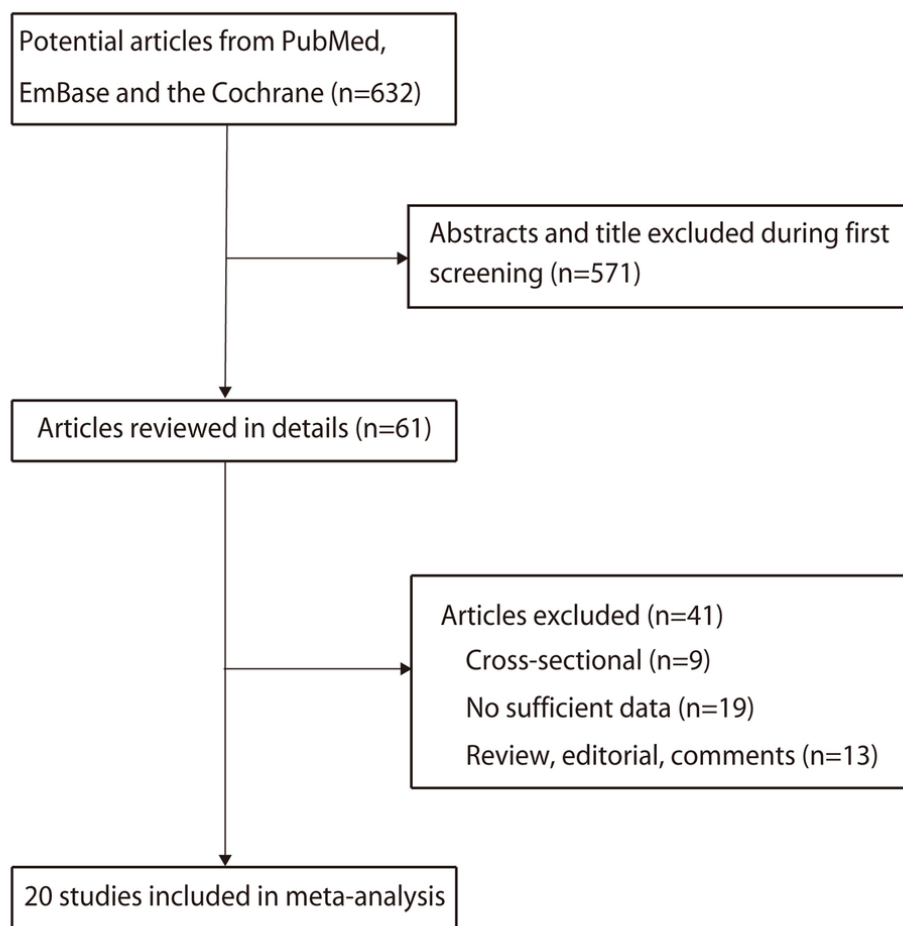 Potential articles from PubMed,
EmBase and the Cochrane (n=632)
Abstracts and title excluded during first
screening (n=571)
Articles reviewed in details (n=61)
Articles excluded (n=41)
Cross-sectional (n=9)
No sufficient data (n=19)
Review, editorial, comments (n=13)
20 studies included in meta-analysis